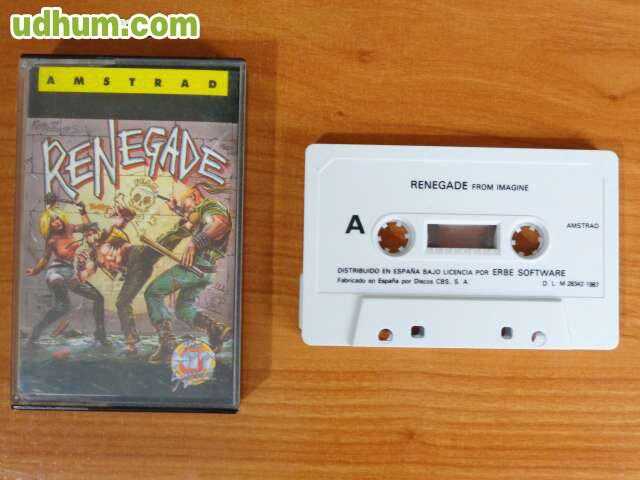 udhum.com
AMSTRAD
RENEGADE
RENEGADE FROM IMAGINE
A
AMSTRAD
DISTRIBUIDO EN ESPAÑA BAJO LICENCIA POR ERBE SOFTWARE
Fabricado en España por Discos CBS, S. A.
D. L. M 28342-1987